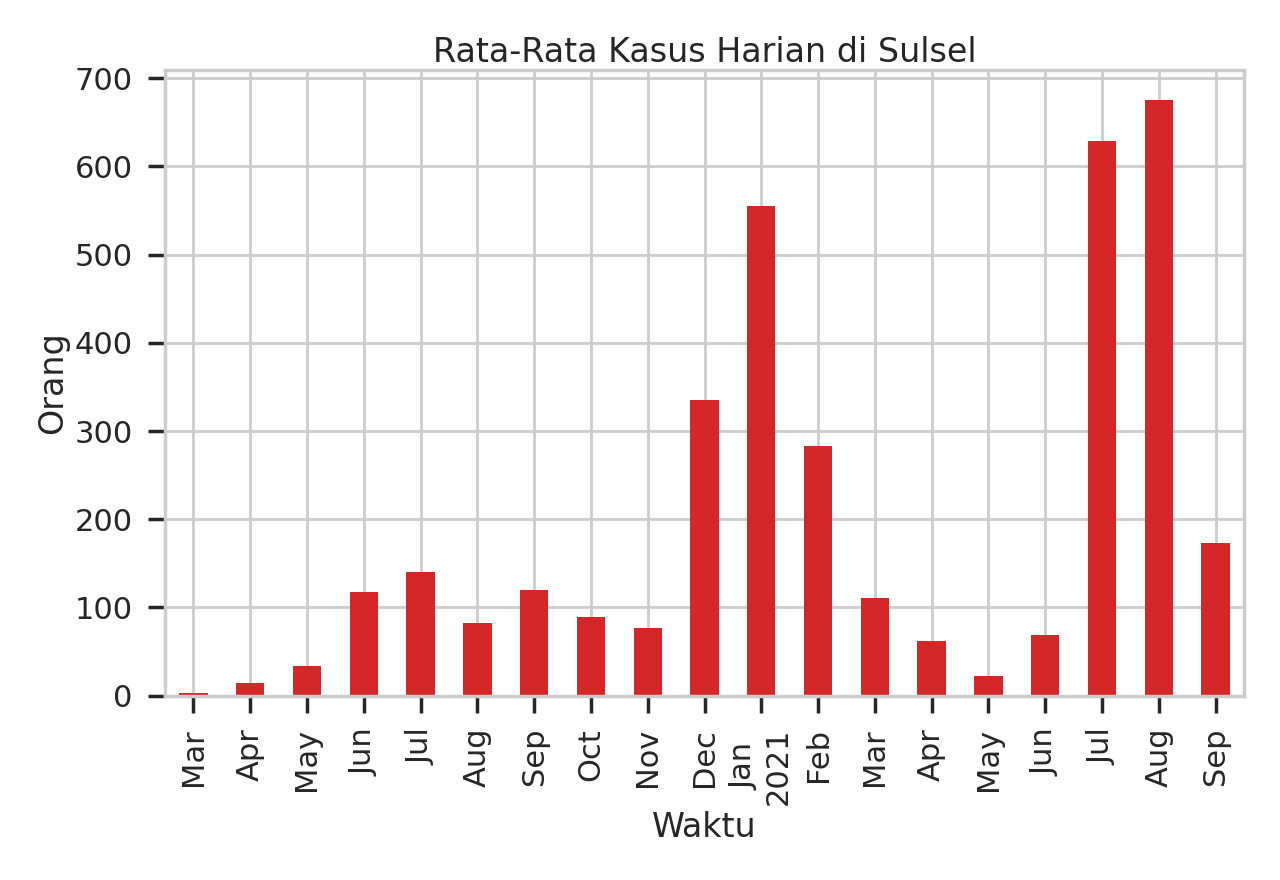 Rata-Rata Kasus Harian di Sulsel
700
600
500
400
300
200
100
0
Orang
Mar
Apr
May
Jun
Jul
Aug
Sep
Oct
Nov
Dec
Jan
2021
Feb
Mar
Apr
May
Jun
Jul
Aug
Sep
Waktu